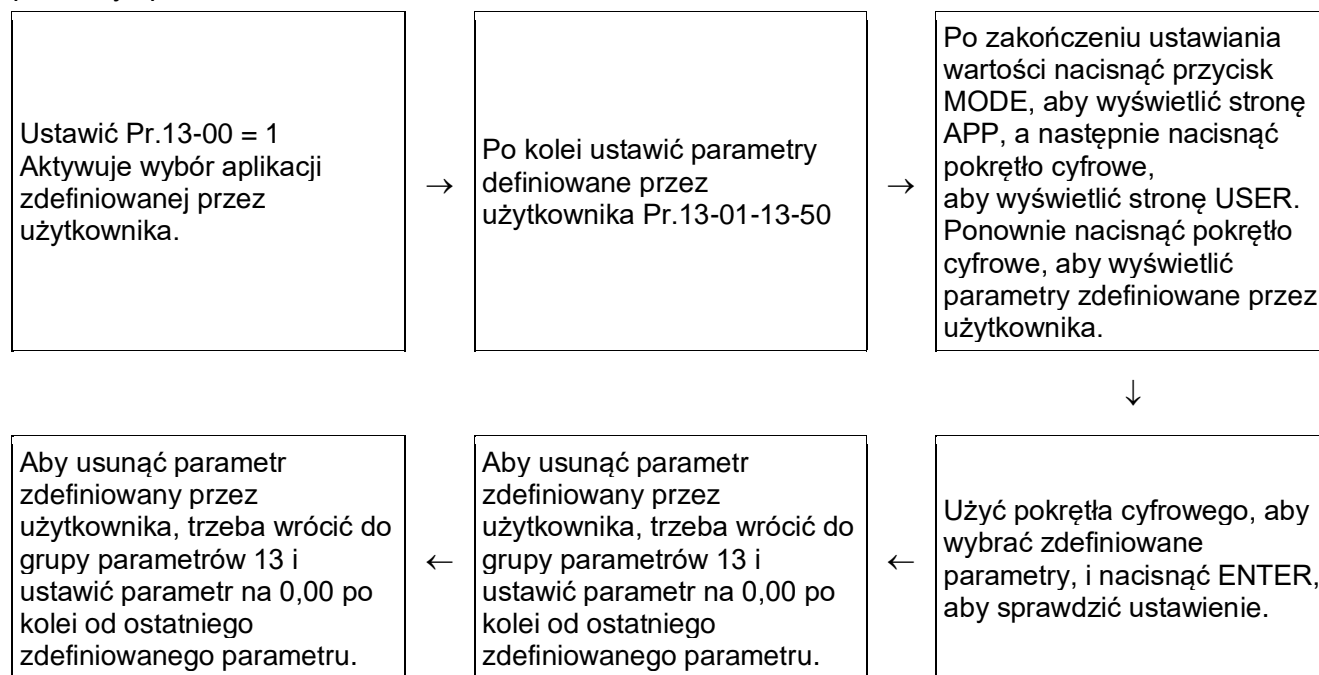 Ustawić Pr.13-00 = 1
Aktywuje wybór aplikacji
zdefiniowanej przez
użytkownika.
→
Po kolei ustawić parametry
definiowane przez
użytkownika Pr.13-01-13-50
→
Po zakończeniu ustawiania
wartości nacisnąć przycisk
MODE, aby wyświetlić stronę
APP, a następnie nacisnąć
pokrętło cyfrowe,
aby wyświetlić stronę USER.
Ponownie nacisnąć pokrętło
cyfrowe, aby wyświetlić
parametry zdefiniowane przez
użytkownika.
↓
Użyć pokrętła cyfrowego, aby
wybrać zdefiniowane
parametry, i nacisnąć ENTER,
aby sprawdzić ustawienie.
←
Aby usunąć parametr
zdefiniowany przez
użytkownika, trzeba wrócić do
grupy parametrów 13 i
ustawić parametr na 0,00 po
kolei od ostatniego
zdefiniowanego parametru.
←
Aby usunąć parametr
zdefiniowany przez
użytkownika, trzeba wrócić do
grupy parametrów 13 i
ustawić parametr na 0,00 po
kolei od ostatniego
zdefiniowanego parametru.